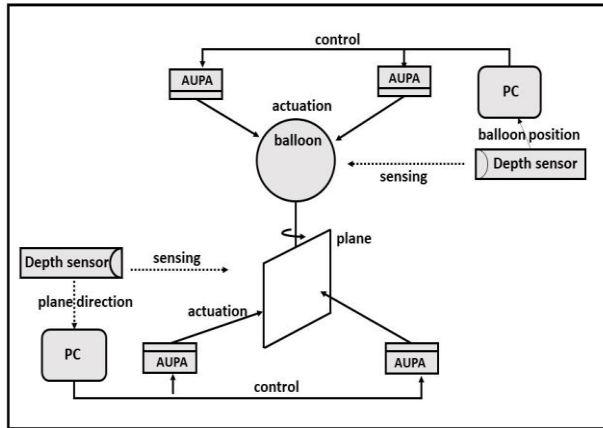 control
AUPA
AUPA
PC
actuation
balloon
balloon position
Depth sensor
sensing
plane
Depth sensor
sensing
plane direction
actuation
PC
AUPA
AUPA
control